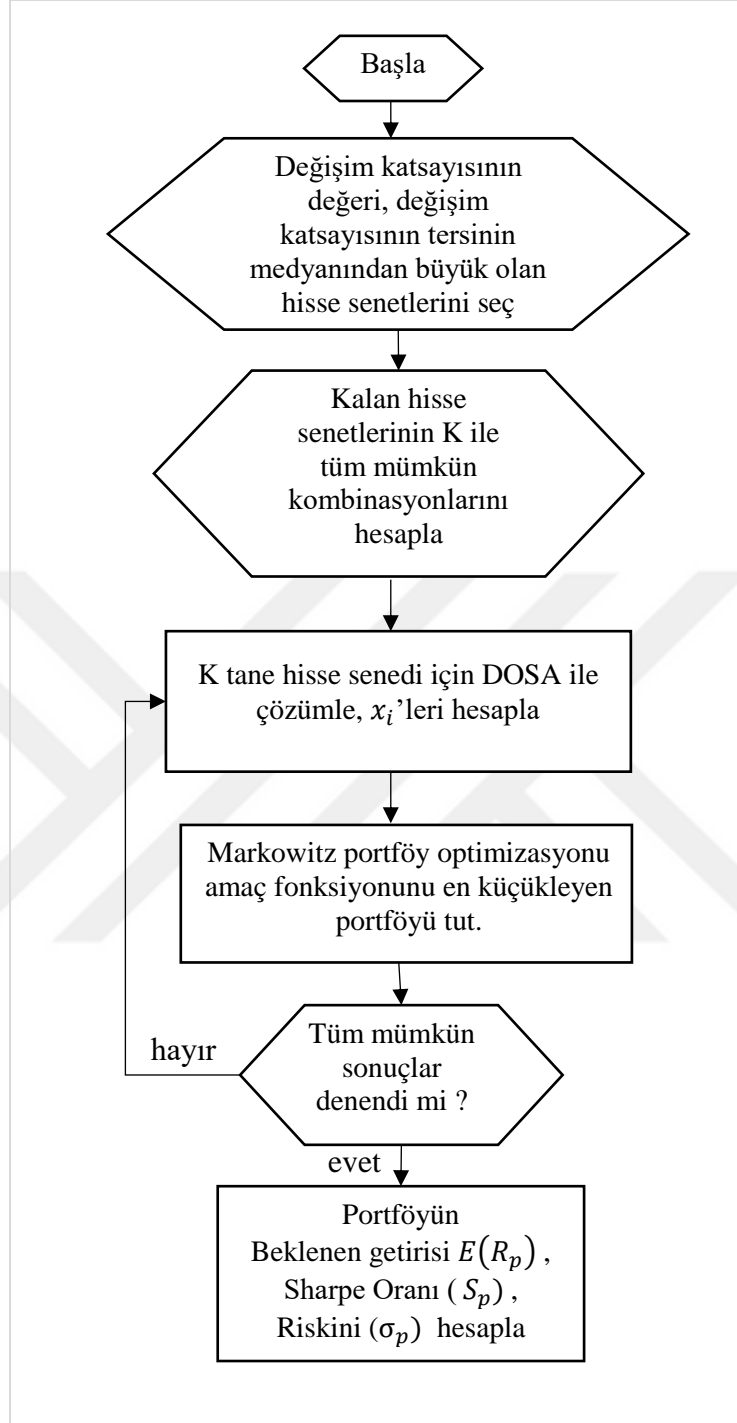 Başla
Değişim katsayısının
değeri, değişim
katsayısının tersinin
medyanından büyük olan
hisse senetlerini seç
Kalan hisse
senetlerinin K ile
tüm mümkün
kombinasyonlarını
hesapla
K tane hisse senedi için DOSA ile
çözümle, 𝑥ᵢ’leri hesapla
Markowitz portföy optimizasyonu
amaç fonksiyonunu en küçükleyen
portföyü tut.
Tüm mümkün
sonuçlar
denendi mi ?
hayır
evet
Portföyün
Beklenen getirisi 𝐸(𝑅ₚ) ,
Sharpe Oranı ( 𝑆ₚ) ,
Riskini (σₚ) hesapla